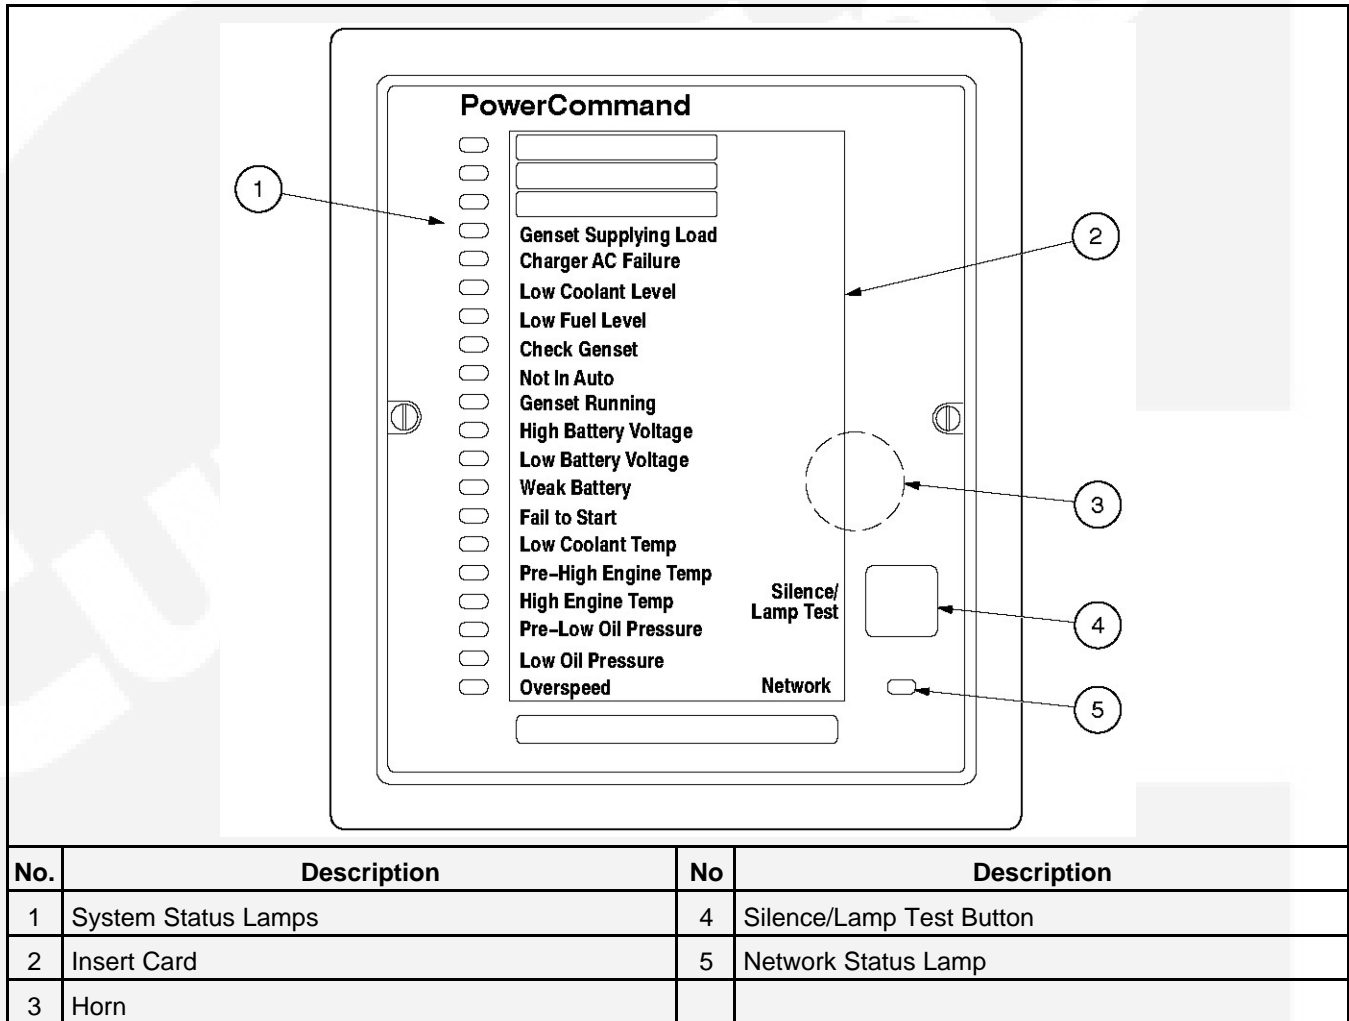 PowerCommand
1
Genset Supplying Load
2
Charger AC Failure
Low Coolant Level
Low Fuel Level
Check Genset
Not In Auto
Genset Running
High Battery Voltage
Low Battery Voltage
Weak Battery
3
Fail to Start
Low Coolant Temp
Pre-High Engine Temp
High Engine Temp
Silence/
Lamp Test
4
Pre-Low Oil Pressure
Low Oil Pressure
Overspeed Network
5
No. Description No Description
1 System Status Lamps 4 Silence/Lamp Test Button
2 Insert Card 5 Network Status Lamp
3 Horn